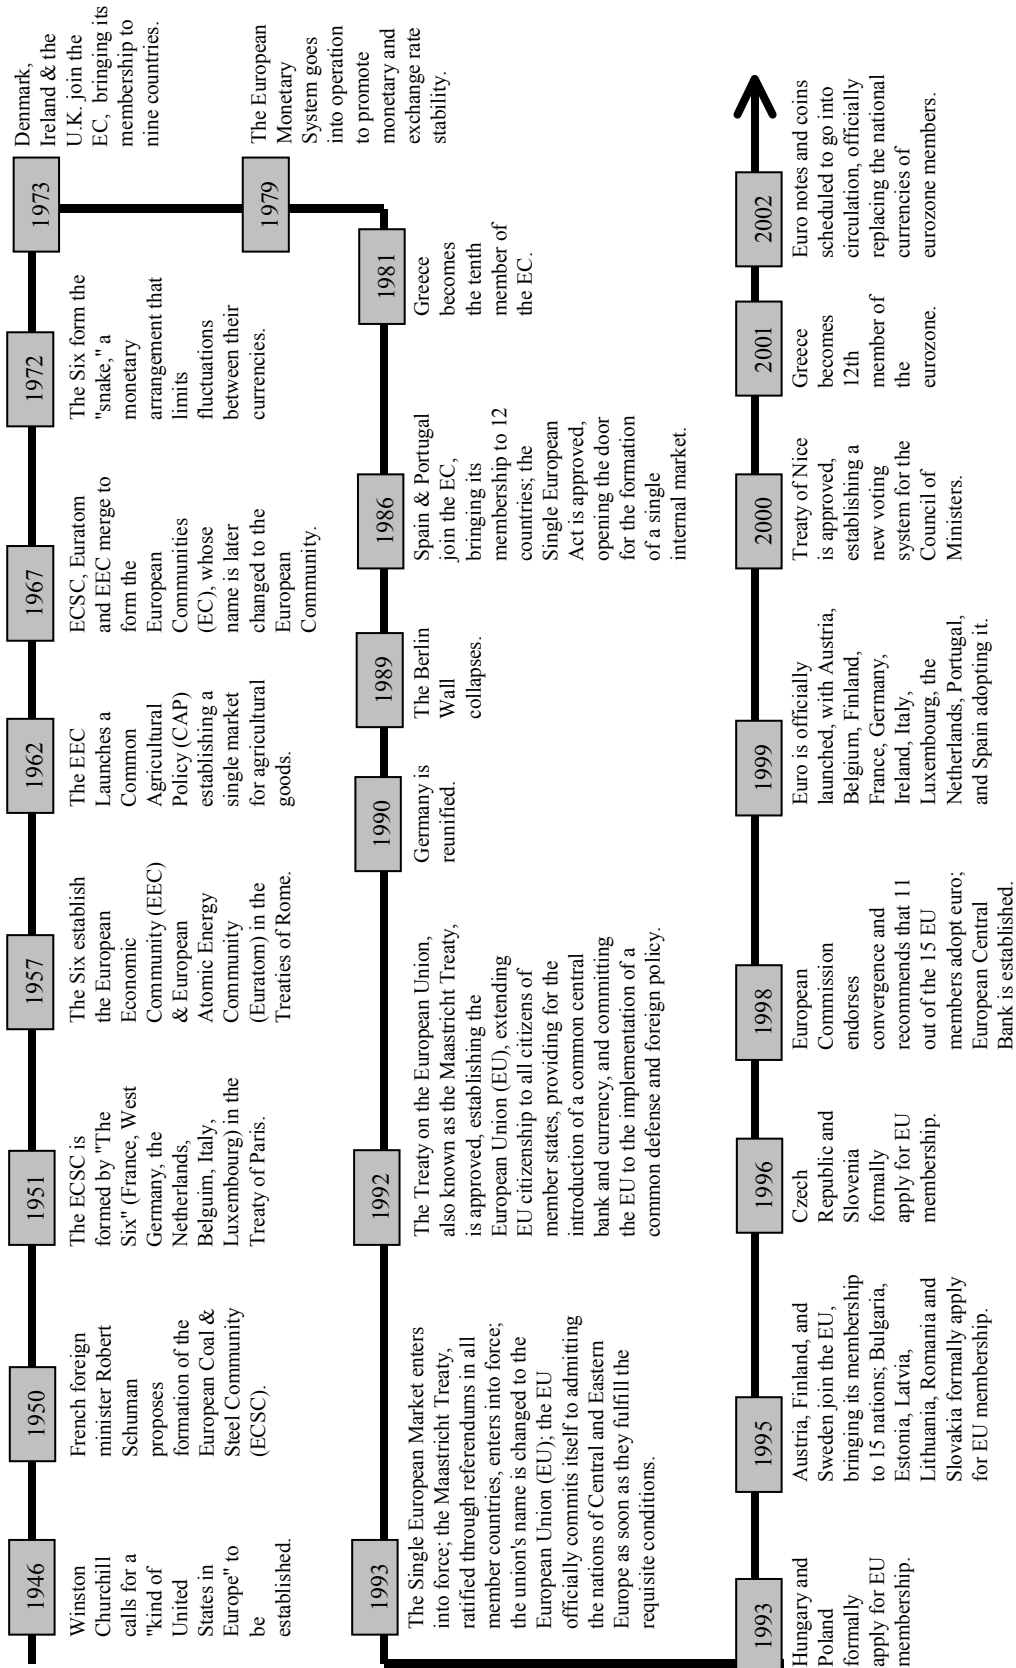 1946
Winston
Churchill
calls for a
"kind of
United
States in
Europe" to
be
established.
1950
French foreign
minister Robert
Schuman
proposes
formation of the
European Coal &
Steel Community
(ECSC).
1951
The ECSC is
formed by "The
Six" (France, West
Germany, the
Netherlands,
Belguim, Italy,
Luxembourg) in the
Treaty of Paris.
1957
The Six establish
the European
Economic
Community (EEC)
& European
Atomic Energy
Community
(Euratom) in the
Treaties of Rome.
1962
The EEC
Launches a
Common
Agricultural
Policy (CAP)
establishing a
single market
for agricultural
goods.
1967
ECSC, Euratom
and EEC merge to
form the
European
Communities
(EC), whose
name is later
changed to the
European
Community.
1972
The Six form the
"snake," a
monetary
arrangement that
limits
fluctuations
between their
currencies.
1973
Denmark,
Ireland & the
U.K. join the
EC, bringing its
membership to
nine countries.
1979
The European
Monetary
System goes
into operation
to promote
monetary and
exchange rate
stability.
1981
Greece
becomes
the tenth
member of
the EC.
1986
Spain & Portugal
join the EC,
bringing its
membership to 12
countries; the
Single European
Act is approved,
opening the door
for the formation
of a single
internal market.
1989
The Berlin
Wall
collapses.
1990
Germany is
reunified.
1992
The Treaty on the European Union,
also known as the Maastricht Treaty,
is approved, establishing the
European Union (EU), extending
EU citizenship to all citizens of
member states, providing for the
introduction of a common central
bank and currency, and committing
the EU to the implementation of a
common defense and foreign policy.
1993
The Single European Market enters
into force; the Maastricht Treaty,
ratified through referendums in all
member countries, enters into force;
the union's name is changed to the
European Union (EU); the EU
officially commits itself to admitting
the nations of Central and Eastern
Europe as soon as they fulfill the
requisite conditions.
1993
Hungary and
Poland
formally
apply for EU
membership.
1995
Austria, Finland, and
Sweden join the EU,
bringing its membership
to 15 nations; Bulgaria,
Estonia, Latvia,
Lithuania, Romania and
Slovakia formally apply
for EU membership.
1996
Czech
Republic and
Slovenia
formally
apply for EU
membership.
1998
European
Commission
endorses
convergence and
recommends that 11
out of the 15 EU
members adopt euro;
European Central
Bank is established.
1999
Euro is officially
launched, with Austria,
Belgium, Finland,
France, Germany,
Ireland, Italy,
Luxembourg, the
Netherlands, Portugal,
and Spain adopting it.
2000
Treaty of Nice
is approved,
establishing a
new voting
system for the
Council of
Ministers.
2001
Greece
becomes
12th
member of
the
eurozone.
2002
Euro notes and coins
scheduled to go into
circulation, officially
replacing the national
currencies of
eurozone members.